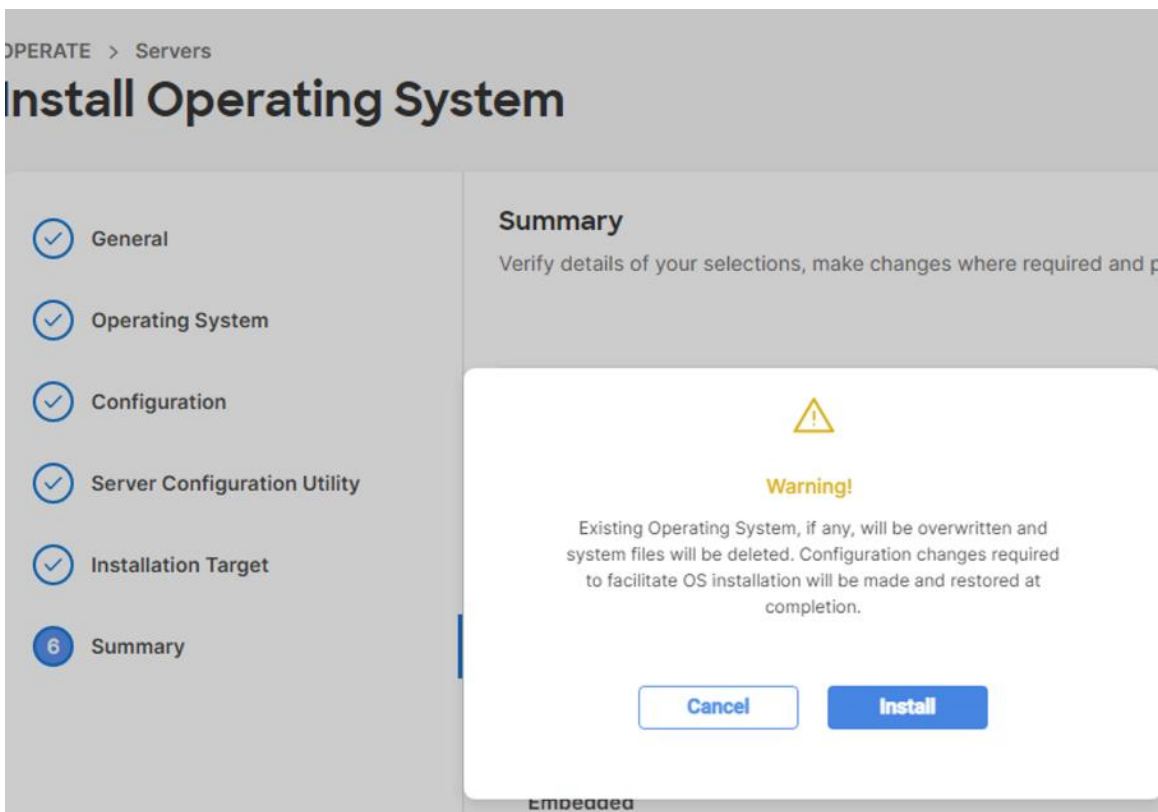 OPERATE > Servers
Install Operating System
General
Operating System
Configuration
Server Configuration Utility
Installation Target
6 Summary
Summary
Verify details of your selections, make changes where required and
Warning!
Existing Operating System, if any, will be overwritten and
system files will be deleted. Configuration changes required
to facilitate OS installation will be made and restored at
completion.
Cancel Install
Embedded